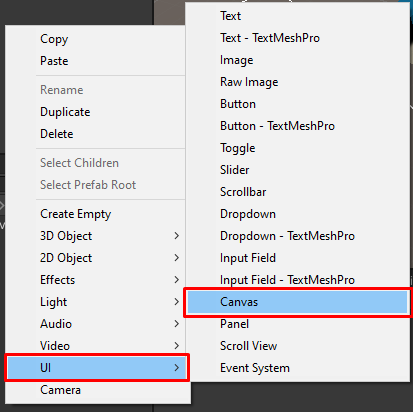 Copy
Paste
Rename
Duplicate
Delete
Select Children
Select Prefab Root
Create Empty
3D Object
2D Object
Effects
Light
Audio
Video
UI
Camera
Text
Text - TextMeshPro
Image
Raw Image
Button
Button - TextMeshPro
Toggle
Slider
Scrollbar
Dropdown
Dropdown - TextMeshPro
Input Field
Input Field - TextMeshPro
Canvas
Panel
Scroll View
Event System